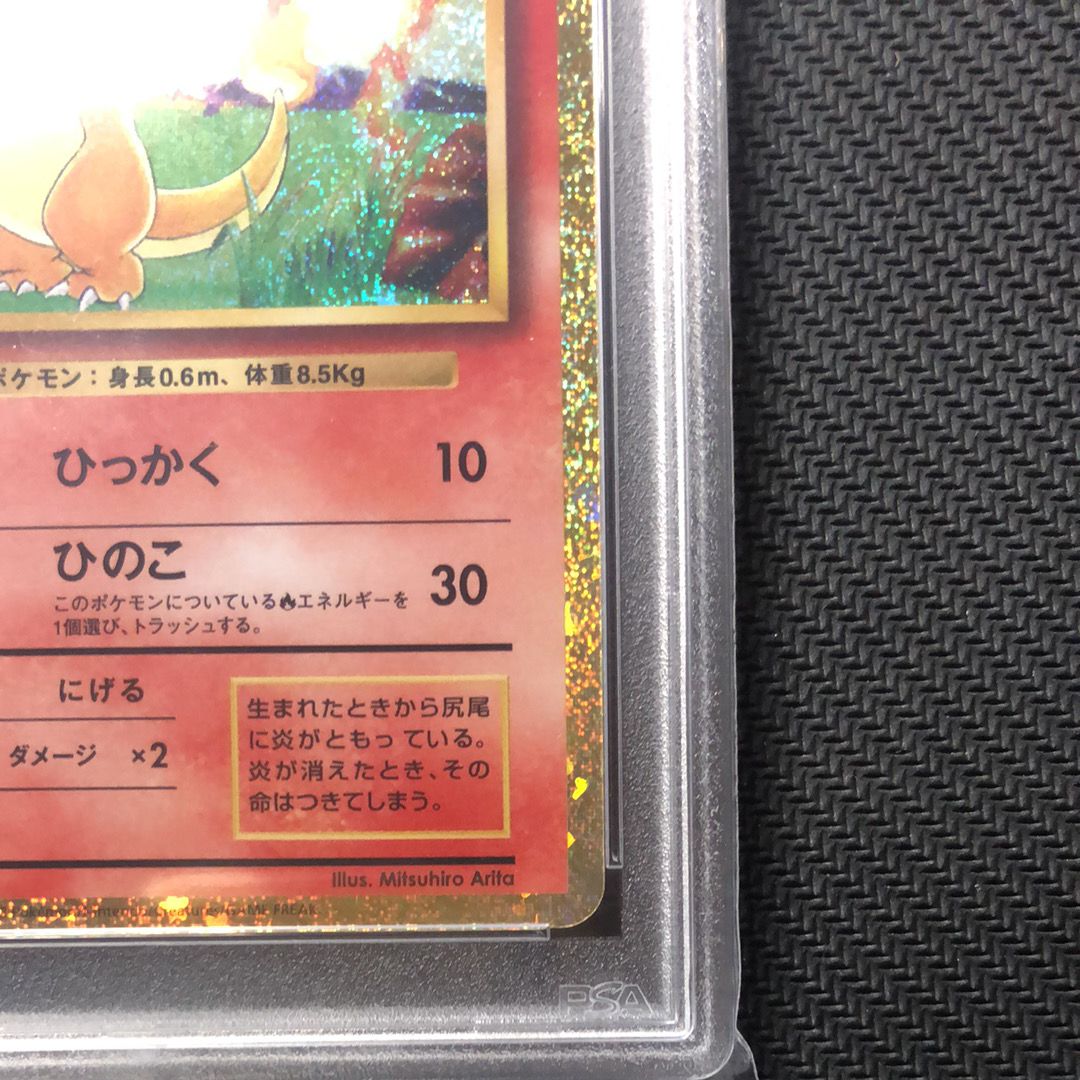 ポケモン：身長0.6m、体重8.5Kg
ひっかく 10
ひのこ 30
このポケモンについているエネルギーを
1個選び、トラッシュする。
にげる
ダメージ ×2
生まれたときから尻尾
に炎がともっている。
炎が消えたとき、その
命はつきてしまう。
Illus. Mitsuhiro Arita
Pokémon/Nintendo/Creatures/GAME FREAK.
PSA